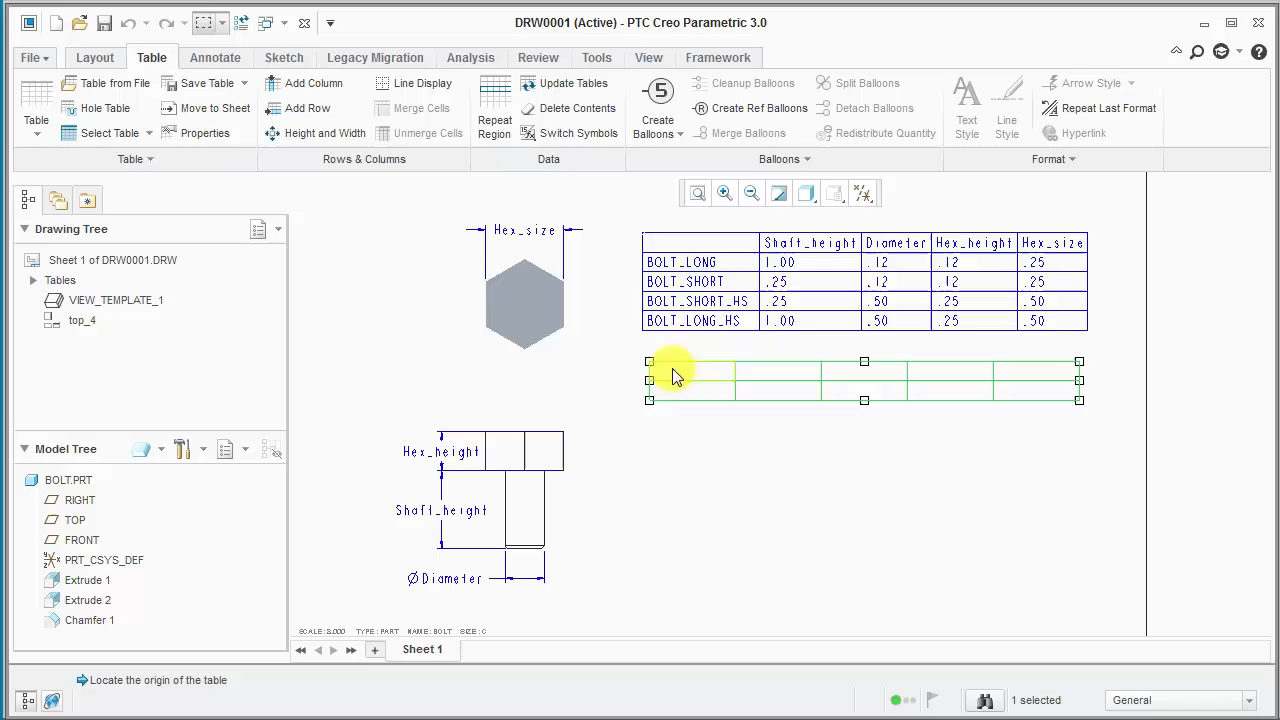 DRW0001 (Active) - PTC Creo Parametric 3.0
File Layout Table Annotate Sketch Legacy Migration Analysis Review Tools View Framework
Table from File Save Table Add Column Line Display Update Tables Cleanup Balloons Split Balloons Arrow Style
Hide Table Move to Sheet Add Row Merge Cells Delete Contents Create Ref Balloons Detach Balloons Repeat Last Format
Table Repeat Region Create Balloons Text Style Line Style
Select Table Properties Height and Width Unmerge Cells Switch Symbols Merge Balloons Redistribute Quantity Hyperlink
Table Rows & Columns Data Balloons Format
Drawing Tree
Sheet 1 of DRW0001.DRW
Tables
VIEW_TEMPLATE_1
top_4
Model Tree
BOLT.PRT
RIGHT
TOP
FRONT
PRT_CSYS_DEF
Extrude 1
Extrude 2
Chamfer 1
Hex_size
Shaft_height Diameter Hex_height Hex_size
BOLT_LONG 1.00 .12 .12 .25
BOLT_SHORT .25 .12 .12 .25
BOLT_SHORT_HS .25 .50 .25 .50
BOLT_LONG_HS 1.00 .50 .25 .50
Hex_height
Shaft_height
ØDiameter
SCALE:2.000 TYPE:PART NAME:BOLT SIZE:C
Sheet 1
Locate the origin of the table
1 selected General